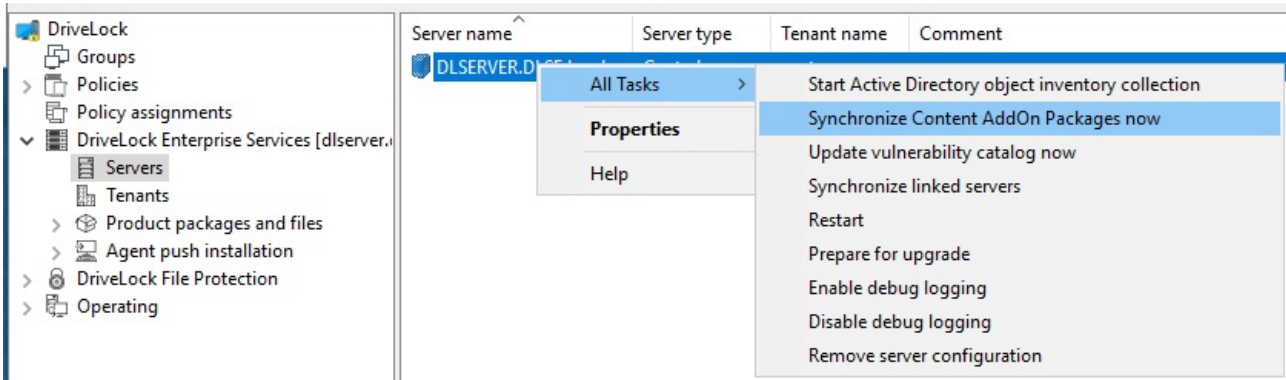 DriveLock
Groups
Policies
Policy assignments
DriveLock Enterprise Services [dlserver.
Servers
Tenants
Product packages and files
Agent push installation
DriveLock File Protection
Operating
Server name Server type Tenant name Comment
DLSERVER.D
All Tasks
Properties
Help
Start Active Directory object inventory collection
Synchronize Content AddOn Packages now
Update vulnerability catalog now
Synchronize linked servers
Restart
Prepare for upgrade
Enable debug logging
Disable debug logging
Remove server configuration